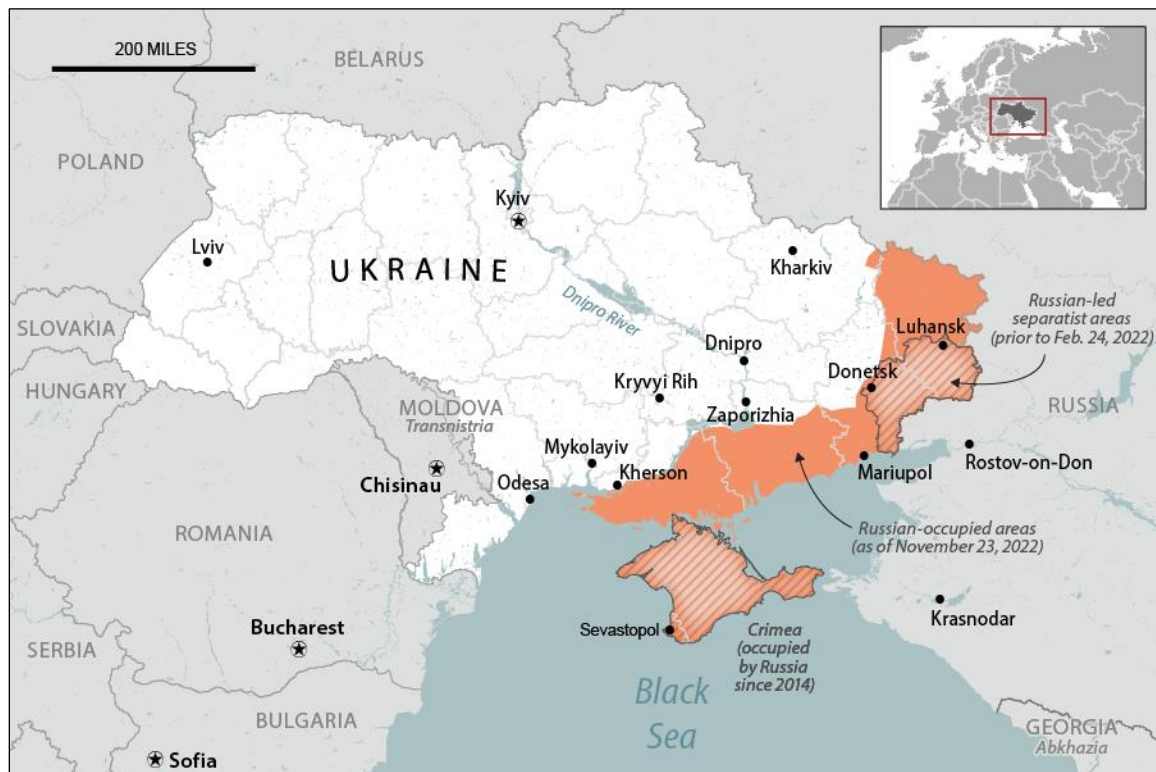 200 MILES
BELARUS
POLAND
Kyiv
Lviv
UKRAINE
Kharkiv
Dnipro River
SLOVAKIA
Russian-led
separatist areas
(prior to Feb. 24, 2022)
Luhansk
Dnipro
HUNGARY
Donetsk
Kryvyi Rih
MOLDOVA
Transnistria
Zaporizhia
RUSSIA
Mykolayiv
Mariupol
Rostov-on-Don
Chisinau
Odesa
Kherson
ROMANIA
Russian-occupied areas
(as of November 23, 2022)
Krasnodar
Bucharest
Sevastopol
Crimea
(occupied
by Russia
since 2014)
SERBIA
Black
Sea
BULGARIA
GEORGIA
Abkhazia
Sofia